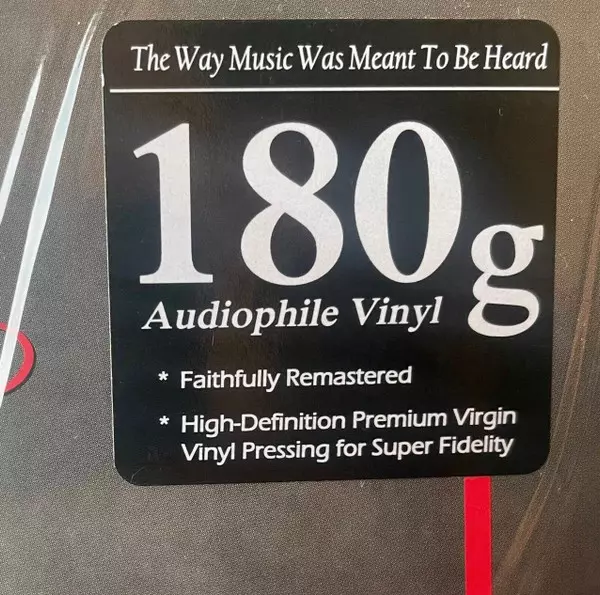 The Way Music Was Meant To Be Heard
180g
Audiophile Vinyl
* Faithfully Remastered
* High-Definition Premium Virgin
Vinyl Pressing for Super Fidelity